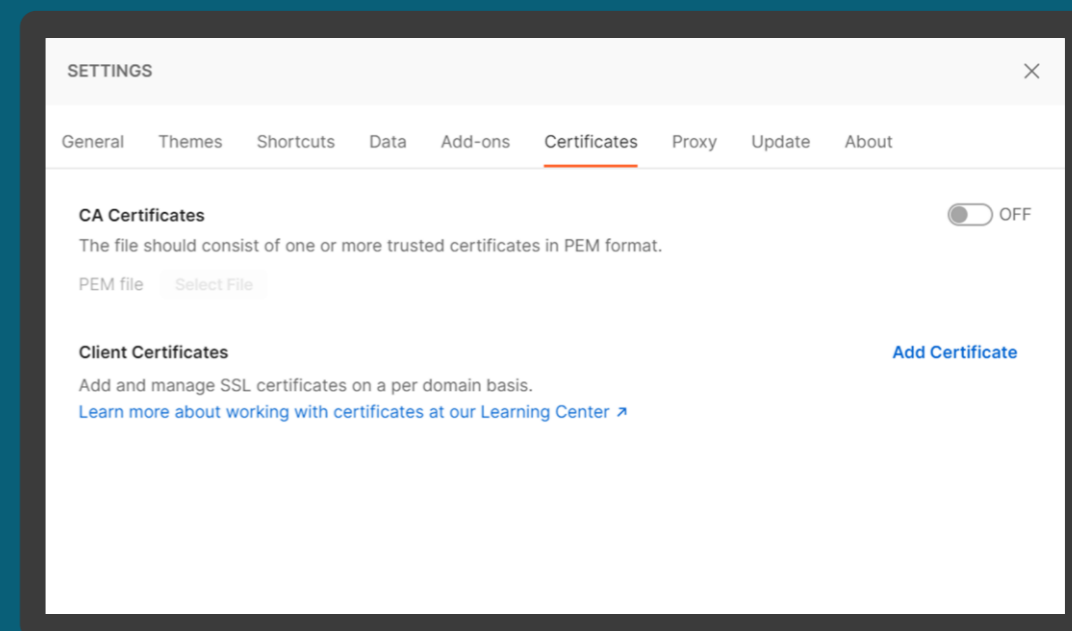 SETTINGS
General Themes Shortcuts Data Add-ons Certificates Proxy Update About
CA Certificates OFF
The file should consist of one or more trusted certificates in PEM format.
PEM file Select File
Client Certificates Add Certificate
Add and manage SSL certificates on a per domain basis.
Learn more about working with certificates at our Learning Center ↗